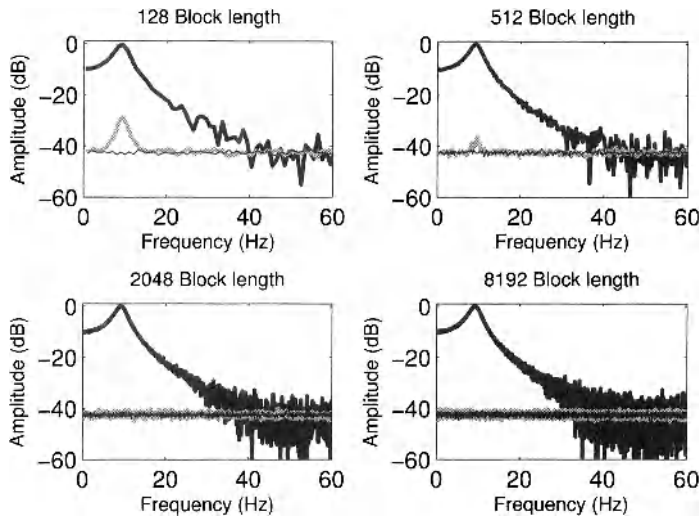 128 Block length
0
−20
−40
−60
Amplitude (dB)
0 20 40 60
Frequency (Hz)
512 Block length
0
−20
−40
−60
Amplitude (dB)
0 20 40 60
Frequency (Hz)
2048 Block length
0
−20
−40
−60
Amplitude (dB)
0 20 40 60
Frequency (Hz)
8192 Block length
0
−20
−40
−60
Amplitude (dB)
0 20 40 60
Frequency (Hz)